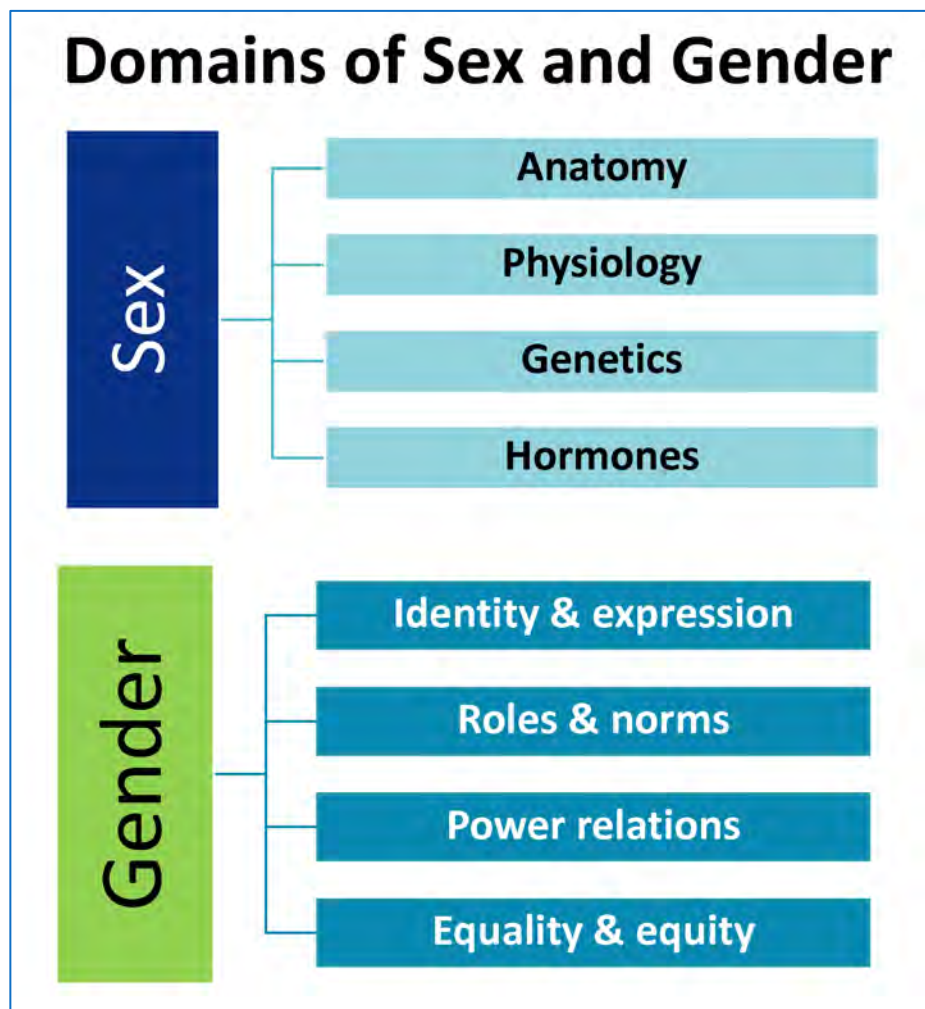 Domains of Sex and Gender
Sex
Anatomy
Physiology
Genetics
Hormones
Gender
Identity & expression
Roles & norms
Power relations
Equality & equity